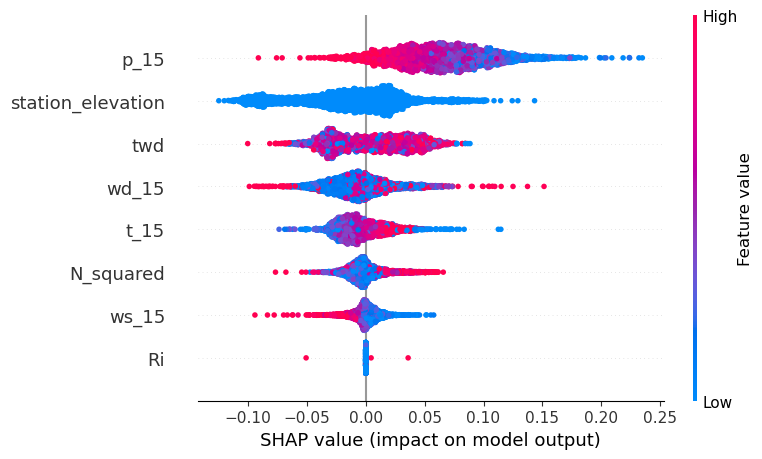 High
p_15
station_elevation
twd
wd_15
t_15
N_squared
ws_15
Ri
Feature value
Low
−0.10 −0.05 0.00 0.05 0.10 0.15 0.20 0.25
SHAP value (impact on model output)